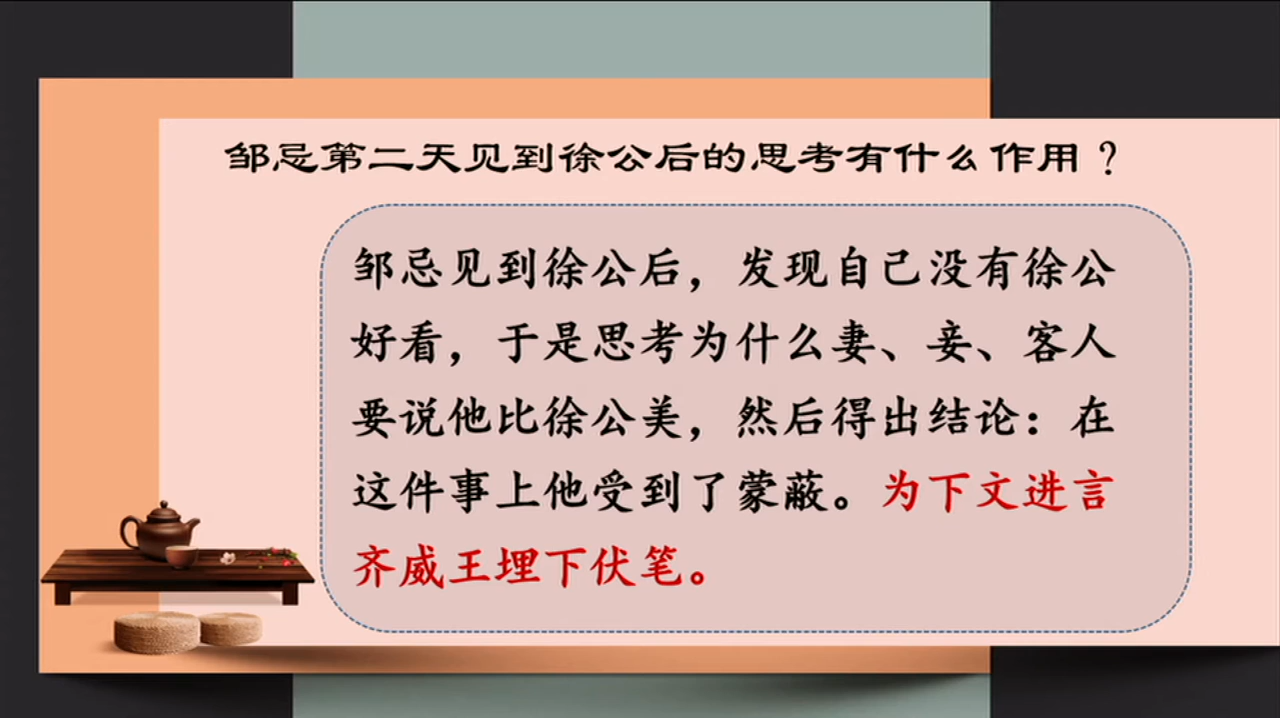 邹忌第二天见到徐公后的思考有什么作用？
邹忌见到徐公后，发现自己没有徐公
好看，于是思考为什么妻、妾、客人
要说他比徐公美，然后得出结论：在
这件事上他受到了蒙蔽。为下文进言
齐威王埋下伏笔。